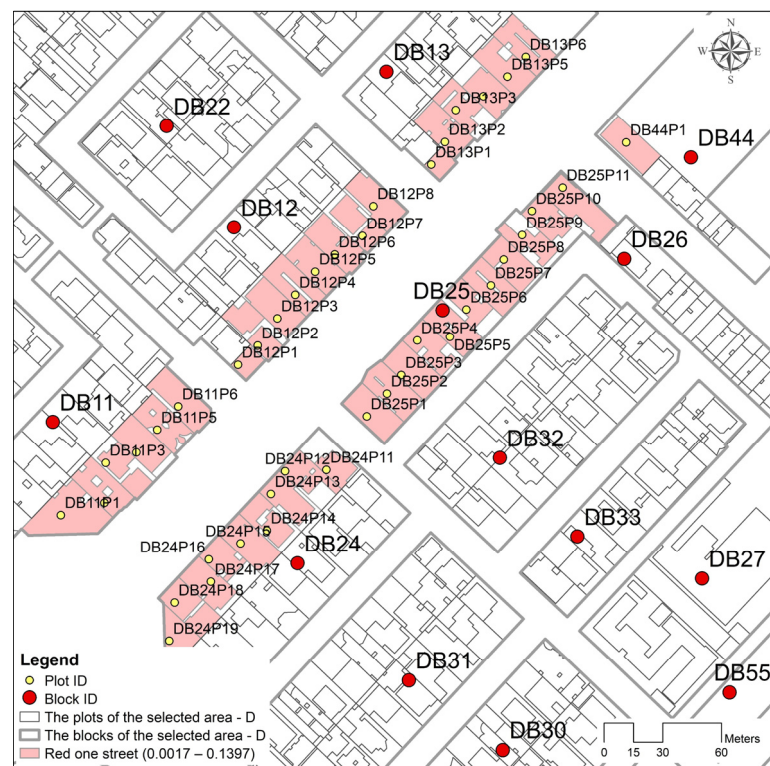 N
W E
S
DB13
DB13P6
DB13P5
DB22
DB13P3
DB44P1
DB13P2
DB44
DB13P1
DB25P11
DB12P8
DB25P10
DB12
DB12P7
DB25P9
DB12P6
DB25P8
DB26
DB12P5
DB12P4
DB25P7
DB25
DB25P6
DB12P3
DB12P2
DB25P4
DB25P5
DB12P1
DB25P3
DB25P2
DB11P6
DB25P1
DB11
DB11P5
DB11P3
DB32
DB24P12
DB24P11
DB24P13
DB11P1
DB24P14
DB24P15
DB33
DB24P16
DB24
DB24P17
DB27
DB24P18
DB24P19
Legend
Plot ID
Block ID
The plots of the selected area - D
The blocks of the selected area - D
Red one street (0.0017 – 0.1397)
DB31
DB55
DB30
Meters
0 15 30 60